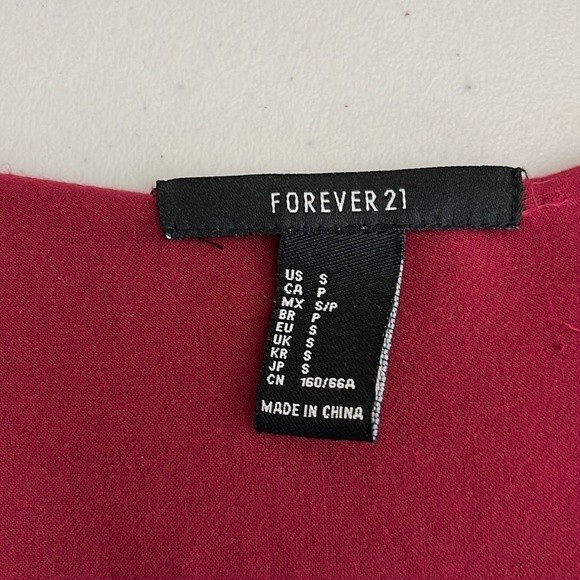 FOREVER 21
US S
CA P
MX S/P
BR P
EU S
UK S
KR S
JP S
CN 160/66A
MADE IN CHINA